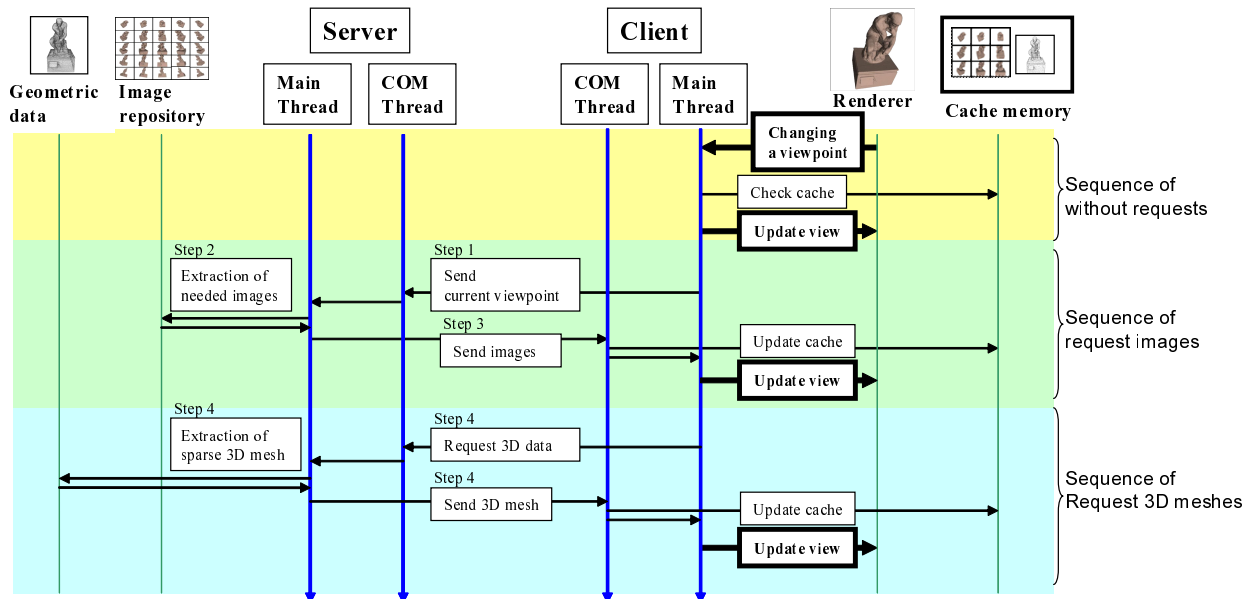 Server
Client
Geometric
data
Image
repository
Main
Thread
COM
Thread
COM
Thread
Main
Thread
Renderer
Cache memory
Changing
a viewpoint
Check cache
Update view
Sequence of
without requests
Step 2
Extraction of
needed images
Step 1
Send
current viewpoint
Step 3
Send images
Update cache
Update view
Sequence of
request images
Step 4
Extraction of
sparse 3D mesh
Step 4
Request 3D data
Step 4
Send 3D mesh
Update cache
Update view
Sequence of
Request 3D meshes